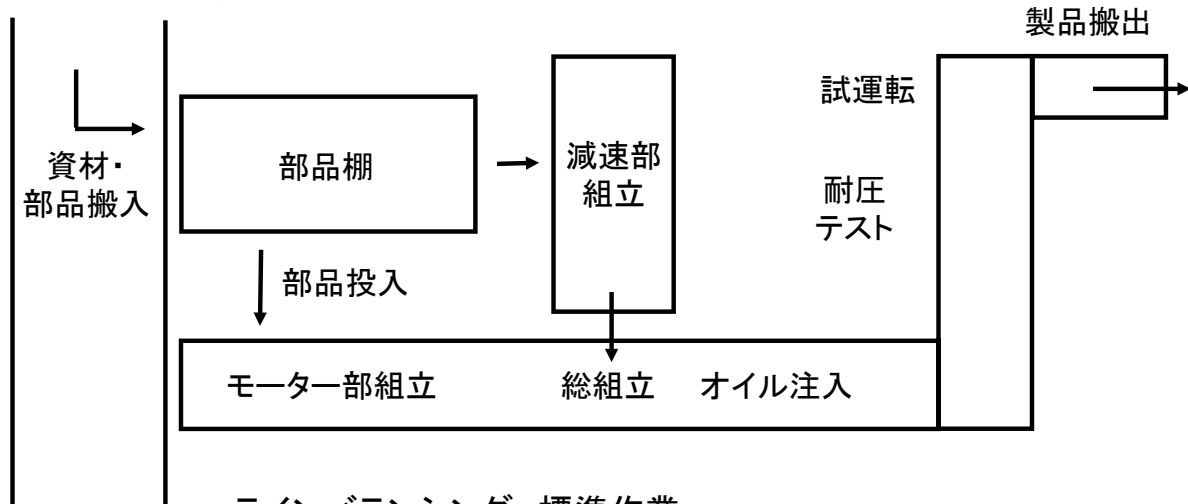 製品搬出
試運転
資材・
部品搬入
部品棚
減速部
組立
耐圧
テスト
部品投入
モーター部組立
総組立
オイル注入